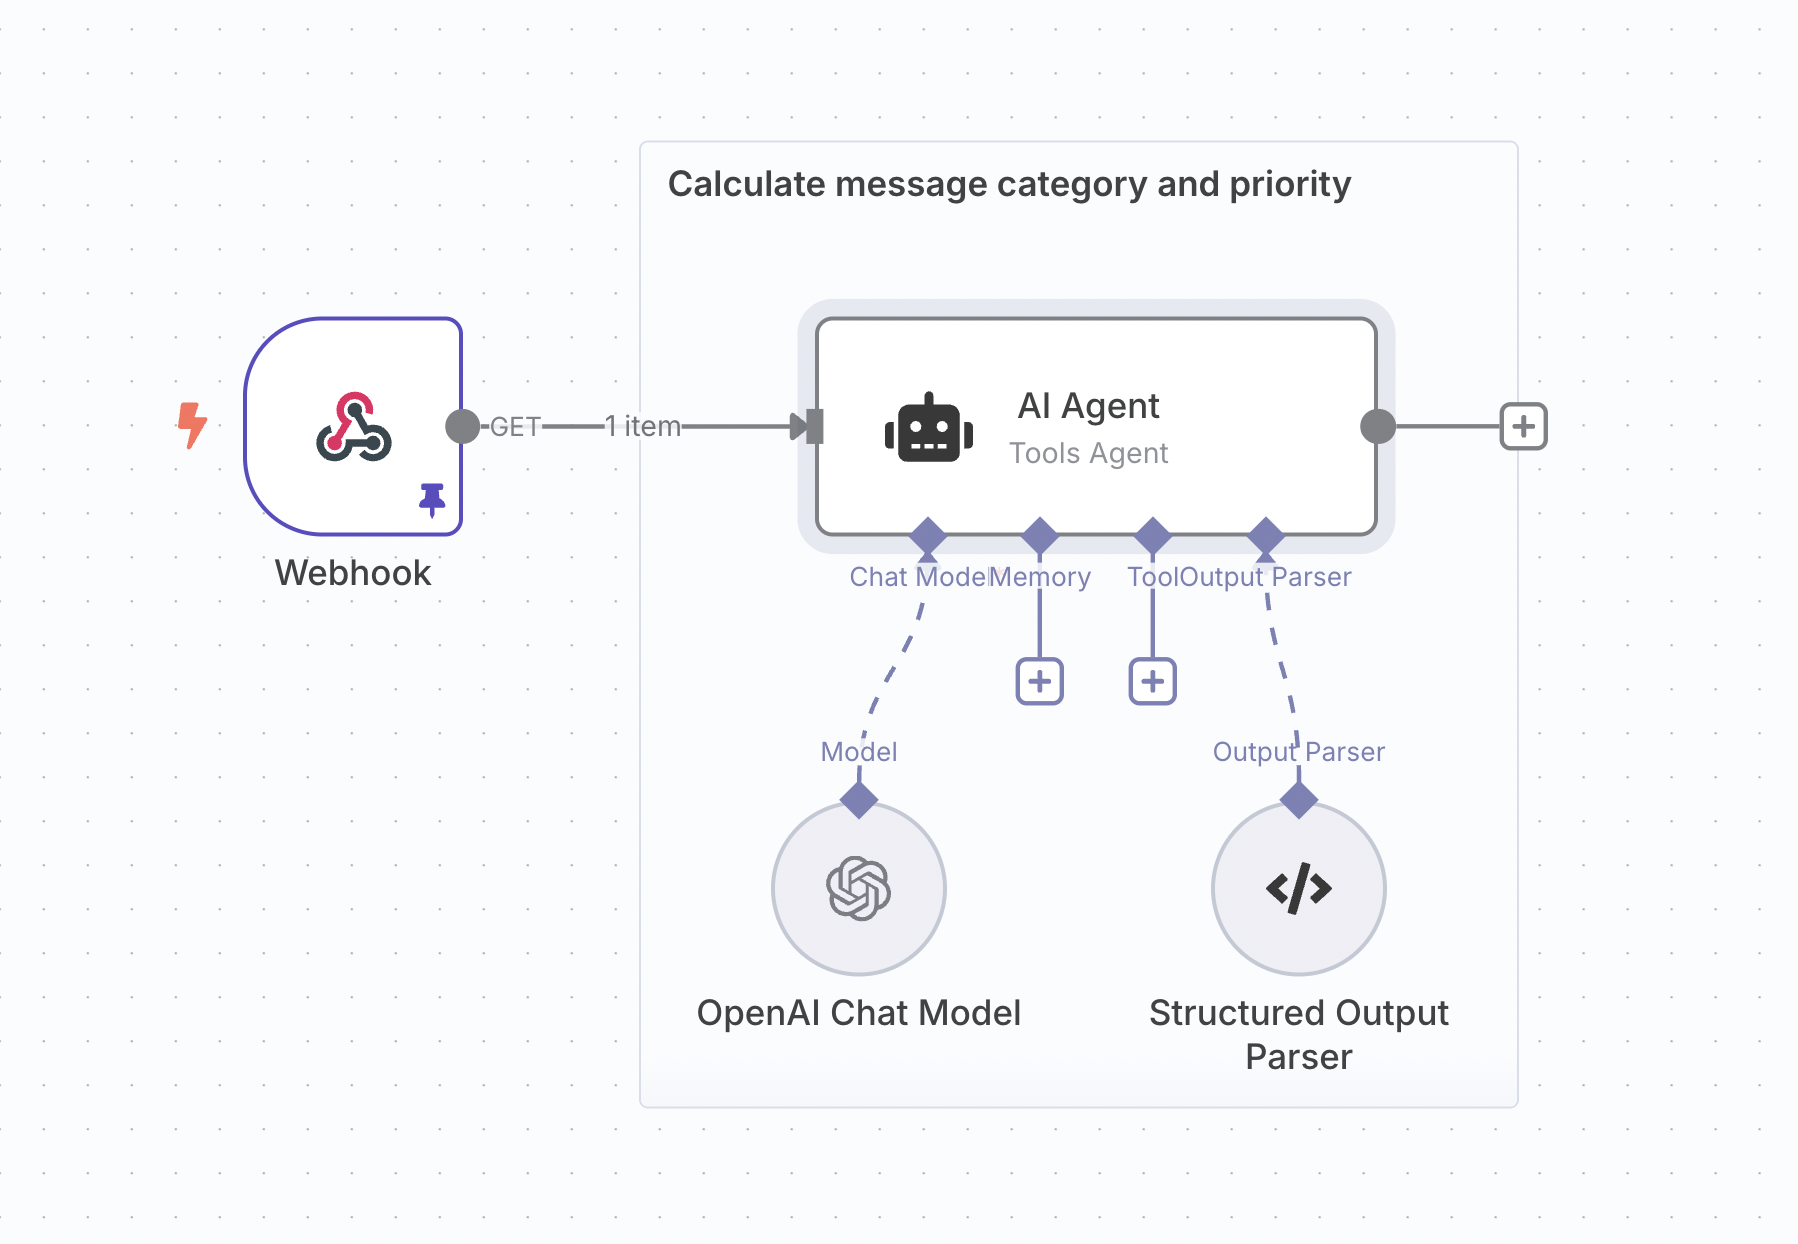 Calculate message category and priority
GET
1 item
AI Agent
Tools Agent
Webhook
Chat Model
Memory
Tool
Output Parser
Model
Output Parser
OpenAI Chat Model
Structured Output
Parser